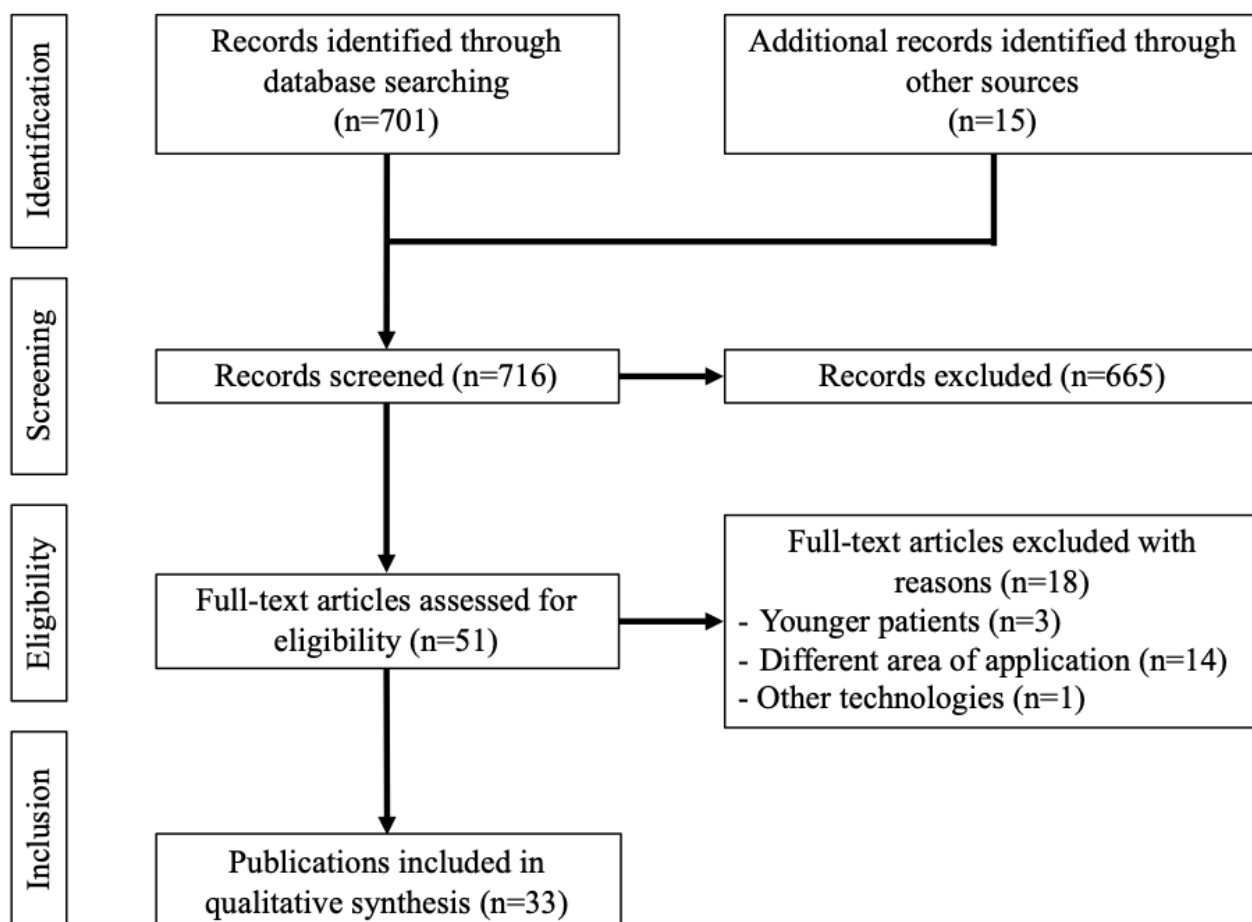 Identification
Records identified through
database searching
(n=701)
Additional records identified through
other sources
(n=15)
Screening
Records screened (n=716)
Records excluded (n=665)
Eligibility
Full-text articles assessed for
eligibility (n=51)
Full-text articles excluded with
reasons (n=18)
- Younger patients (n=3)
- Different area of application (n=14)
- Other technologies (n=1)
Inclusion
Publications included in
qualitative synthesis (n=33)